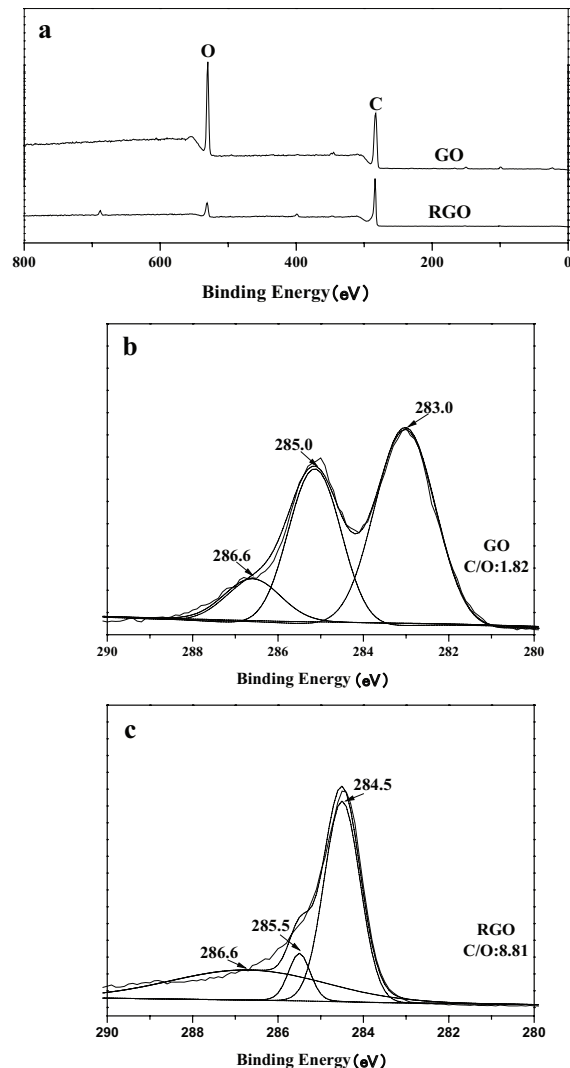 a
O
C
GO
RGO
800 600 400 200 0
Binding Energy(eV)
b
283.0
285.0
286.6
GO
C/O:1.82
290 288 286 284 282 280
Binding Energy(eV)
c
284.5
285.5
286.6
RGO
C/O:8.81
290 288 286 284 282 280
Binding Energy(eV)